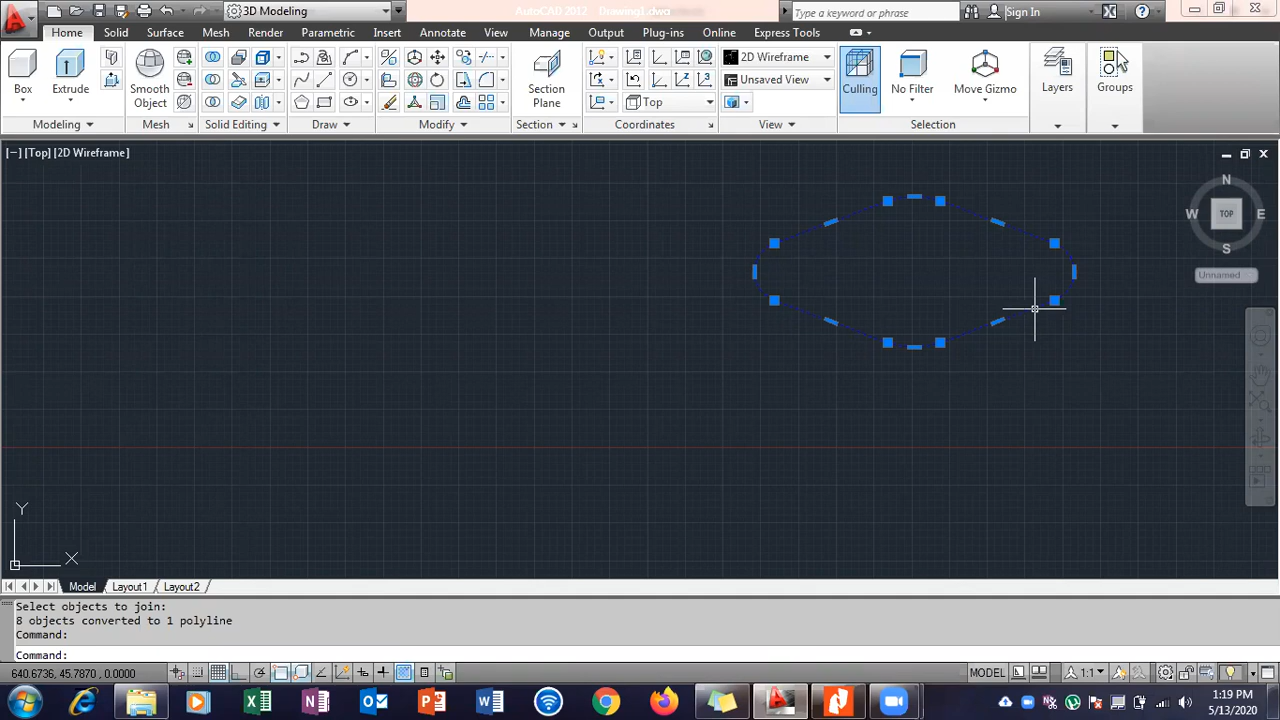 3D Modeling
AutoCAD 2012 Drawing1.dwg
Type a keyword or phrase
Sign In
Home Solid Surface Mesh Render Parametric Insert Annotate View Manage Output Plug-ins Online Express Tools
Box
Extrude
Smooth
Object
Section
Plane
2D Wireframe
Unsaved View
Top
Culling
No Filter
Move Gizmo
Layers
Groups
Modeling Mesh Solid Editing Draw Modify Section Coordinates View Selection
[−] [Top] [2D Wireframe]
N
W TOP E
S
Unnamed
Y
X
Model Layout1 Layout2
Select objects to join:
8 objects converted to 1 polyline
Command:
Command:
640.6736, 45.7870, 0.0000
MODEL
1:1
1:19 PM
5/13/2020